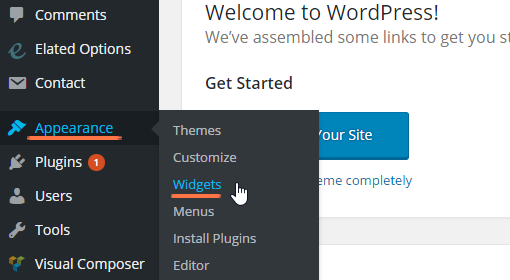 Comments
Elated Options
Contact
Appearance
Plugins 1
Users
Tools
Visual Composer
Themes
Customize
Widgets
Menus
Install Plugins
Editor
Welcome to WordPress!
We've assembled some links to get you st
Get Started
Your Site
eme completely